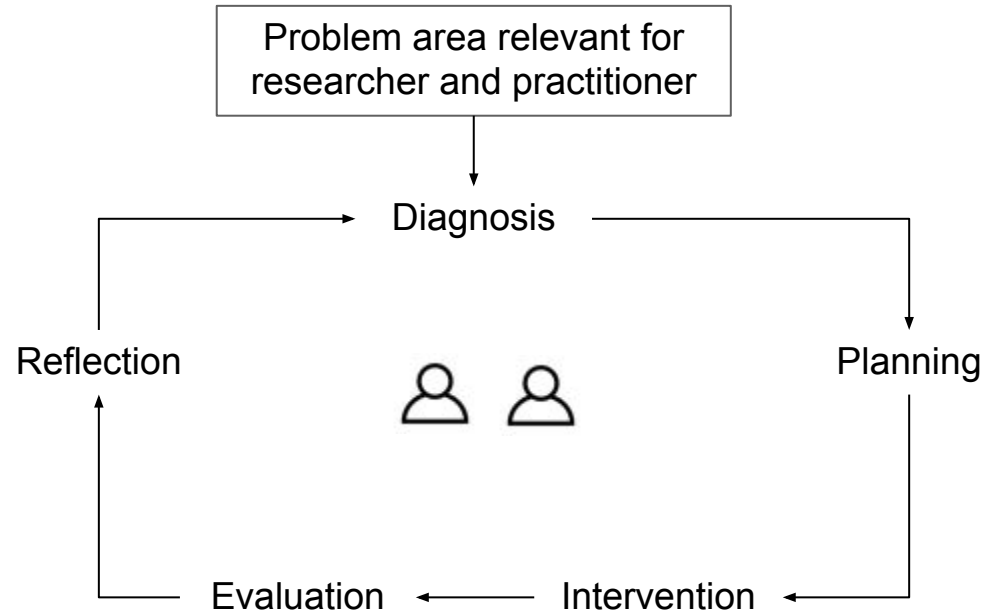 Problem area relevant for
researcher and practitioner
Diagnosis
Reflection
Planning
Evaluation
Intervention